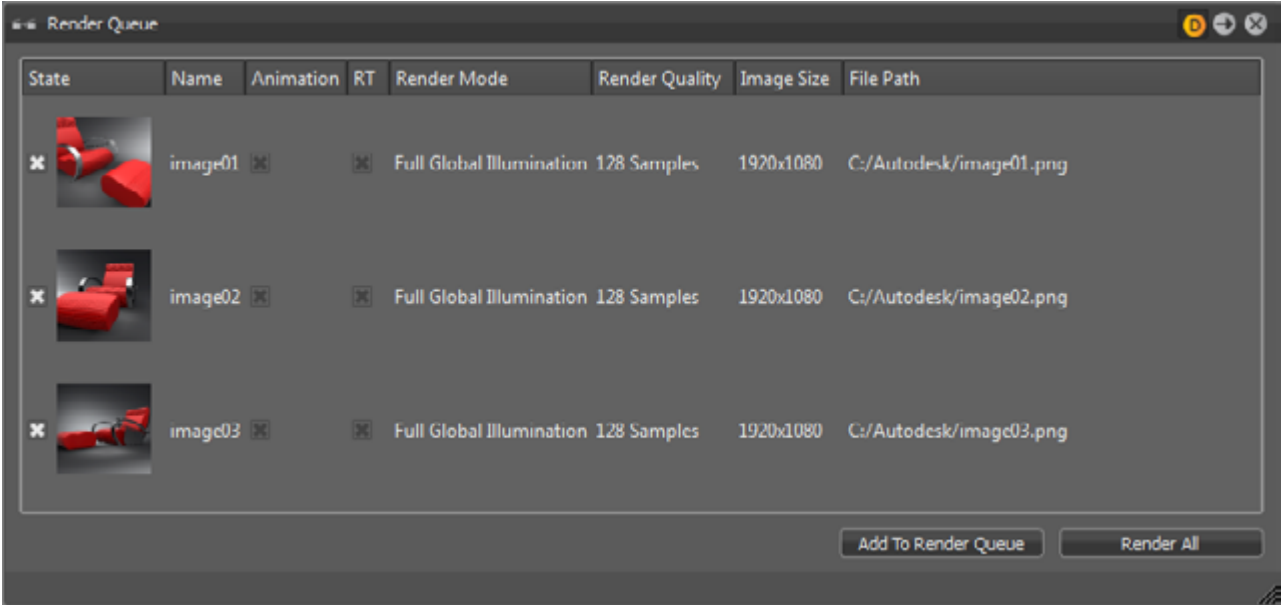 Render Queue
D
State Name Animation RT Render Mode Render Quality Image Size File Path
image01 Full Global Illumination 128 Samples 1920x1080 C:/Autodesk/image01.png
image02 Full Global Illumination 128 Samples 1920x1080 C:/Autodesk/image02.png
image03 Full Global Illumination 128 Samples 1920x1080 C:/Autodesk/image03.png
Add To Render Queue Render All